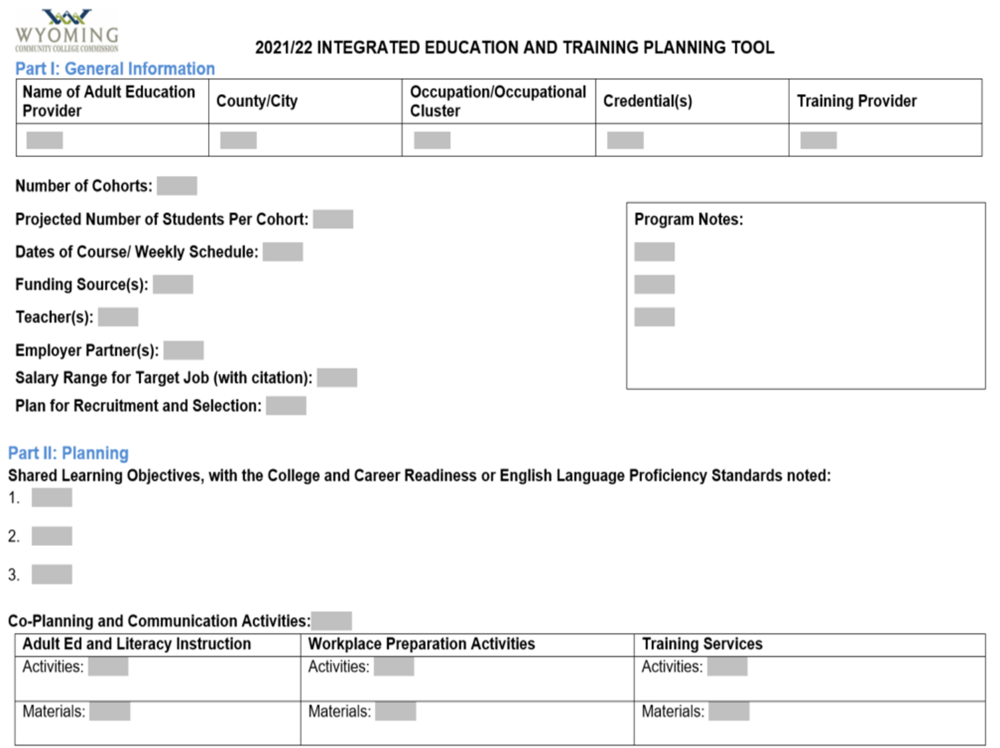 WYOMING
COMMUNITY COLLEGE COMMISSION
2021/22 INTEGRATED EDUCATION AND TRAINING PLANNING TOOL
Part I: General Information
Name of Adult Education
Provider
County/City
Occupation/Occupational
Cluster
Credential(s)
Training Provider
Number of Cohorts:
Projected Number of Students Per Cohort:
Dates of Course/ Weekly Schedule:
Funding Source(s):
Teacher(s):
Employer Partner(s):
Salary Range for Target Job (with citation):
Plan for Recruitment and Selection:
Program Notes:
Part II: Planning
Shared Learning Objectives, with the College and Career Readiness or English Language Proficiency Standards noted:
1.
2.
3.
Co-Planning and Communication Activities:
Adult Ed and Literacy Instruction
Workplace Preparation Activities
Training Services
Activities:
Activities:
Activities:
Materials:
Materials:
Materials: